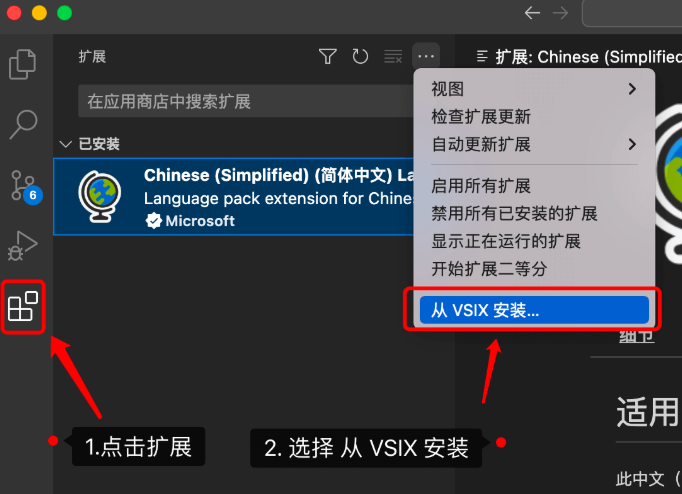 扩展
扩展: Chinese (Simplified
在应用商店中搜索扩展
已安装
Chinese (Simplified) (简体中文) La
Language pack extension for Chine
Microsoft
6
视图
检查扩展更新
自动更新扩展
启用所有扩展
禁用所有已安装的扩展
显示正在运行的扩展
开始扩展二等分
从 VSIX 安装...
细节
适用
此中文（
1.点击扩展
2. 选择 从 VSIX 安装